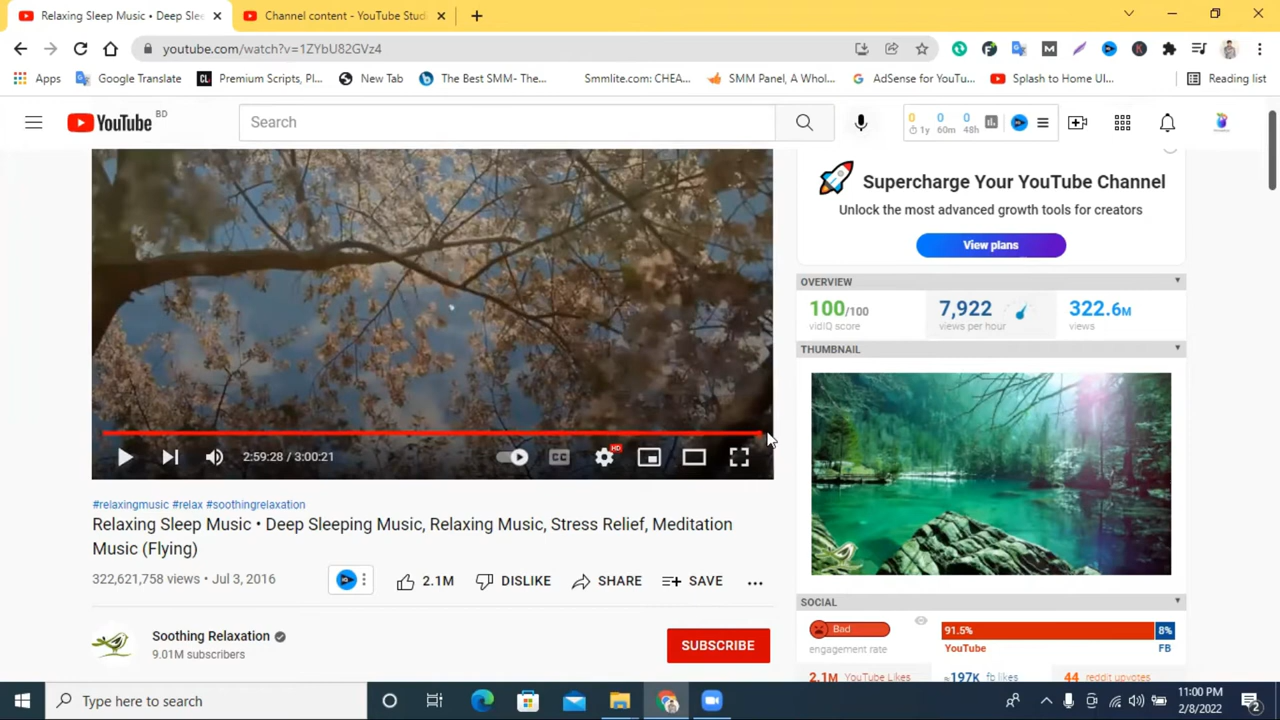 Relaxing Sleep Music • Deep Slee
Channel content - YouTube Studi
youtube.com/watch?v=1ZYbU82GVz4
Apps
Google Translate
Premium Scripts, Pl...
New Tab
The Best SMM- The...
Smmlite.com: CHEA...
SMM Panel, A Whol...
AdSense for YouTu...
Splash to Home UI...
Reading list
YouTube BD
Search
0 0 0
1y 60m 48h
Supercharge Your YouTube Channel
Unlock the most advanced growth tools for creators
View plans
OVERVIEW
100/100 7,922 322.6M
vidIQ score views per hour views
THUMBNAIL
2:59:28 / 3:00:21
CC
HD
#relaxingmusic #relax #soothingrelaxation
Relaxing Sleep Music • Deep Sleeping Music, Relaxing Music, Stress Relief, Meditation
Music (Flying)
322,621,758 views • Jul 3, 2016
2.1M DISLIKE SHARE SAVE
Soothing Relaxation
9.01M subscribers
SUBSCRIBE
SOCIAL
Bad 91.5% 8%
engagement rate YouTube FB
2.1M YouTube Likes ≈197K fb likes 44 reddit upvotes
Type here to search
11:00 PM
2/8/2022
2